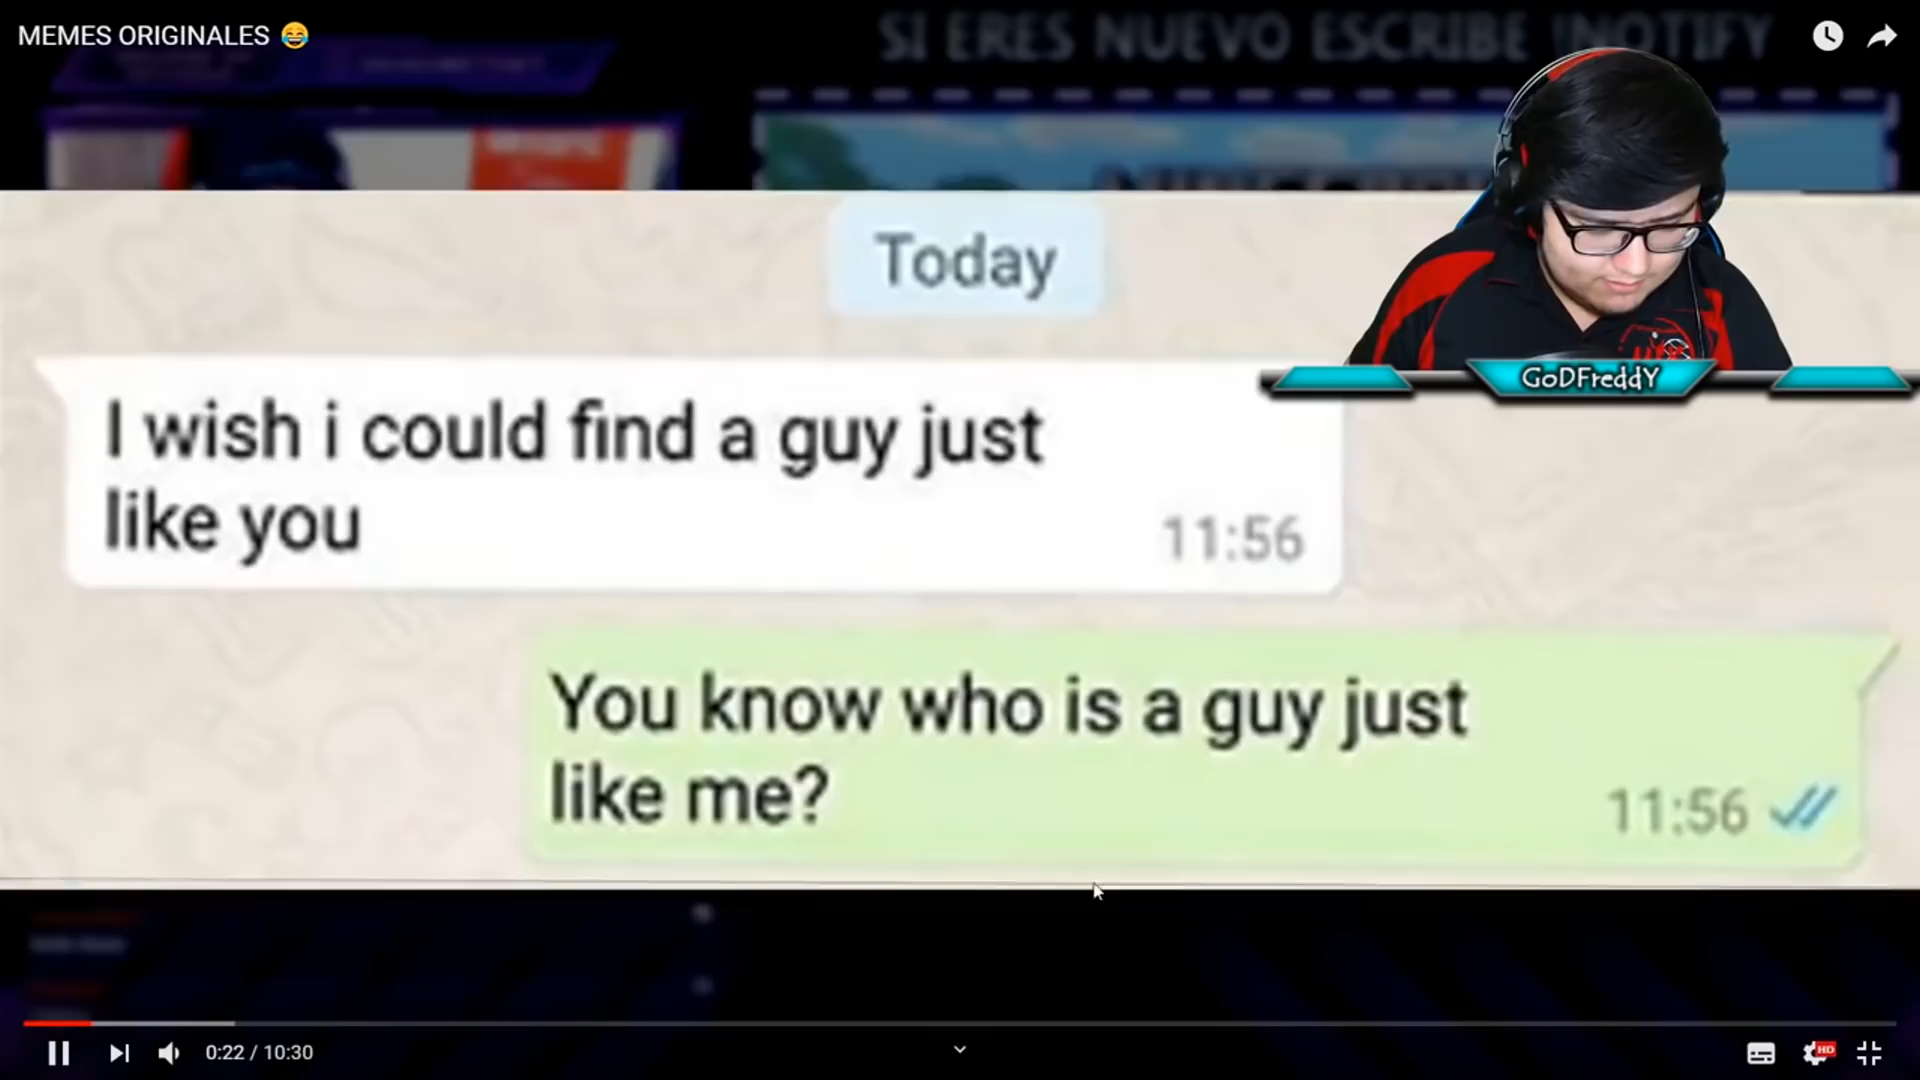 MEMES ORIGINALES 😂
SI ERES NUEVO ESCRIBE !NOTIFY
Today
GoDFreddY
I wish i could find a guy just
like you
11:56
You know who is a guy just
like me?
11:56
0:22 / 10:30
HD